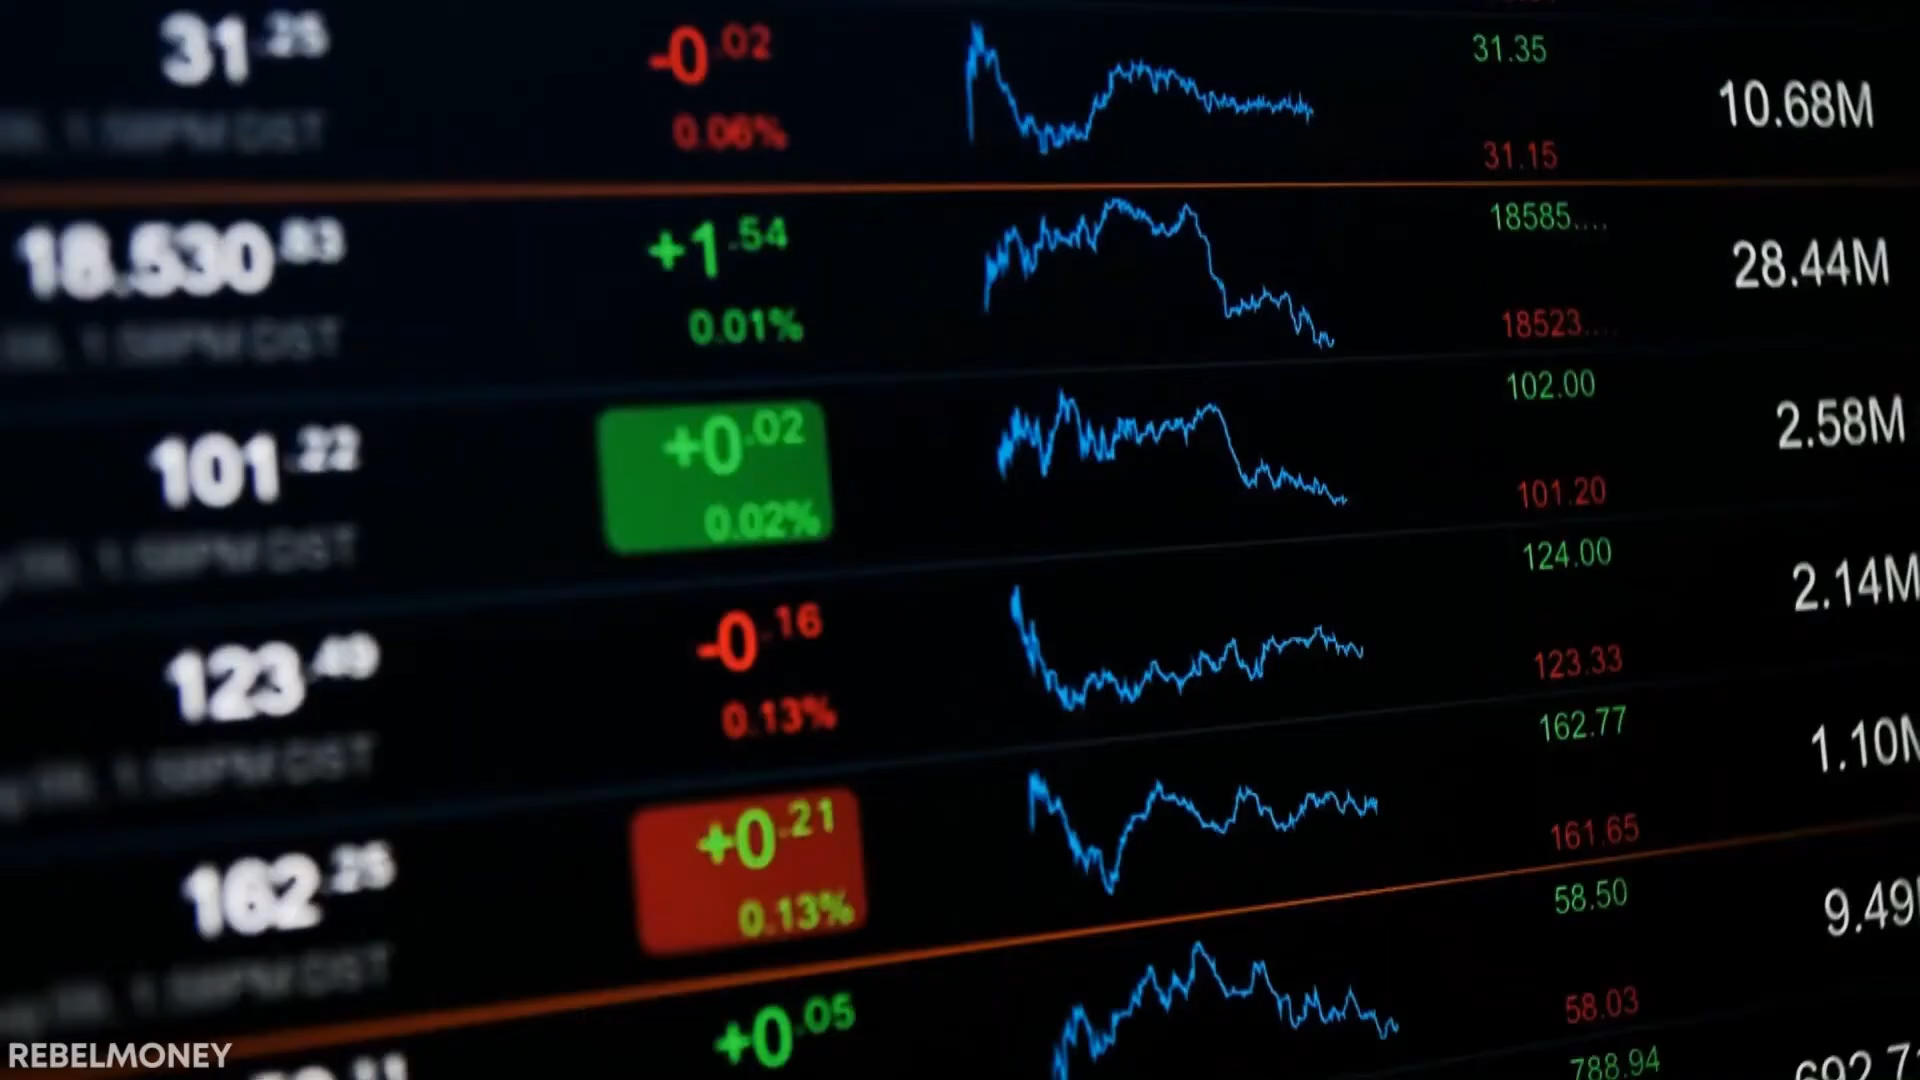 31.25 -0.02 31.35
0.06% 31.15 10.68M
18.530.83 +1.54 18585.... 28.44M
0.01% 18523....
101.22 +0.02 102.00 2.58M
0.02% 101.20
123.49 -0.16 124.00 2.14M
0.13% 123.33
162.25 +0.21 162.77 1.10M
0.13% 161.65
+0.05 58.50 9.49
58.03
788.94
REBELMONEY